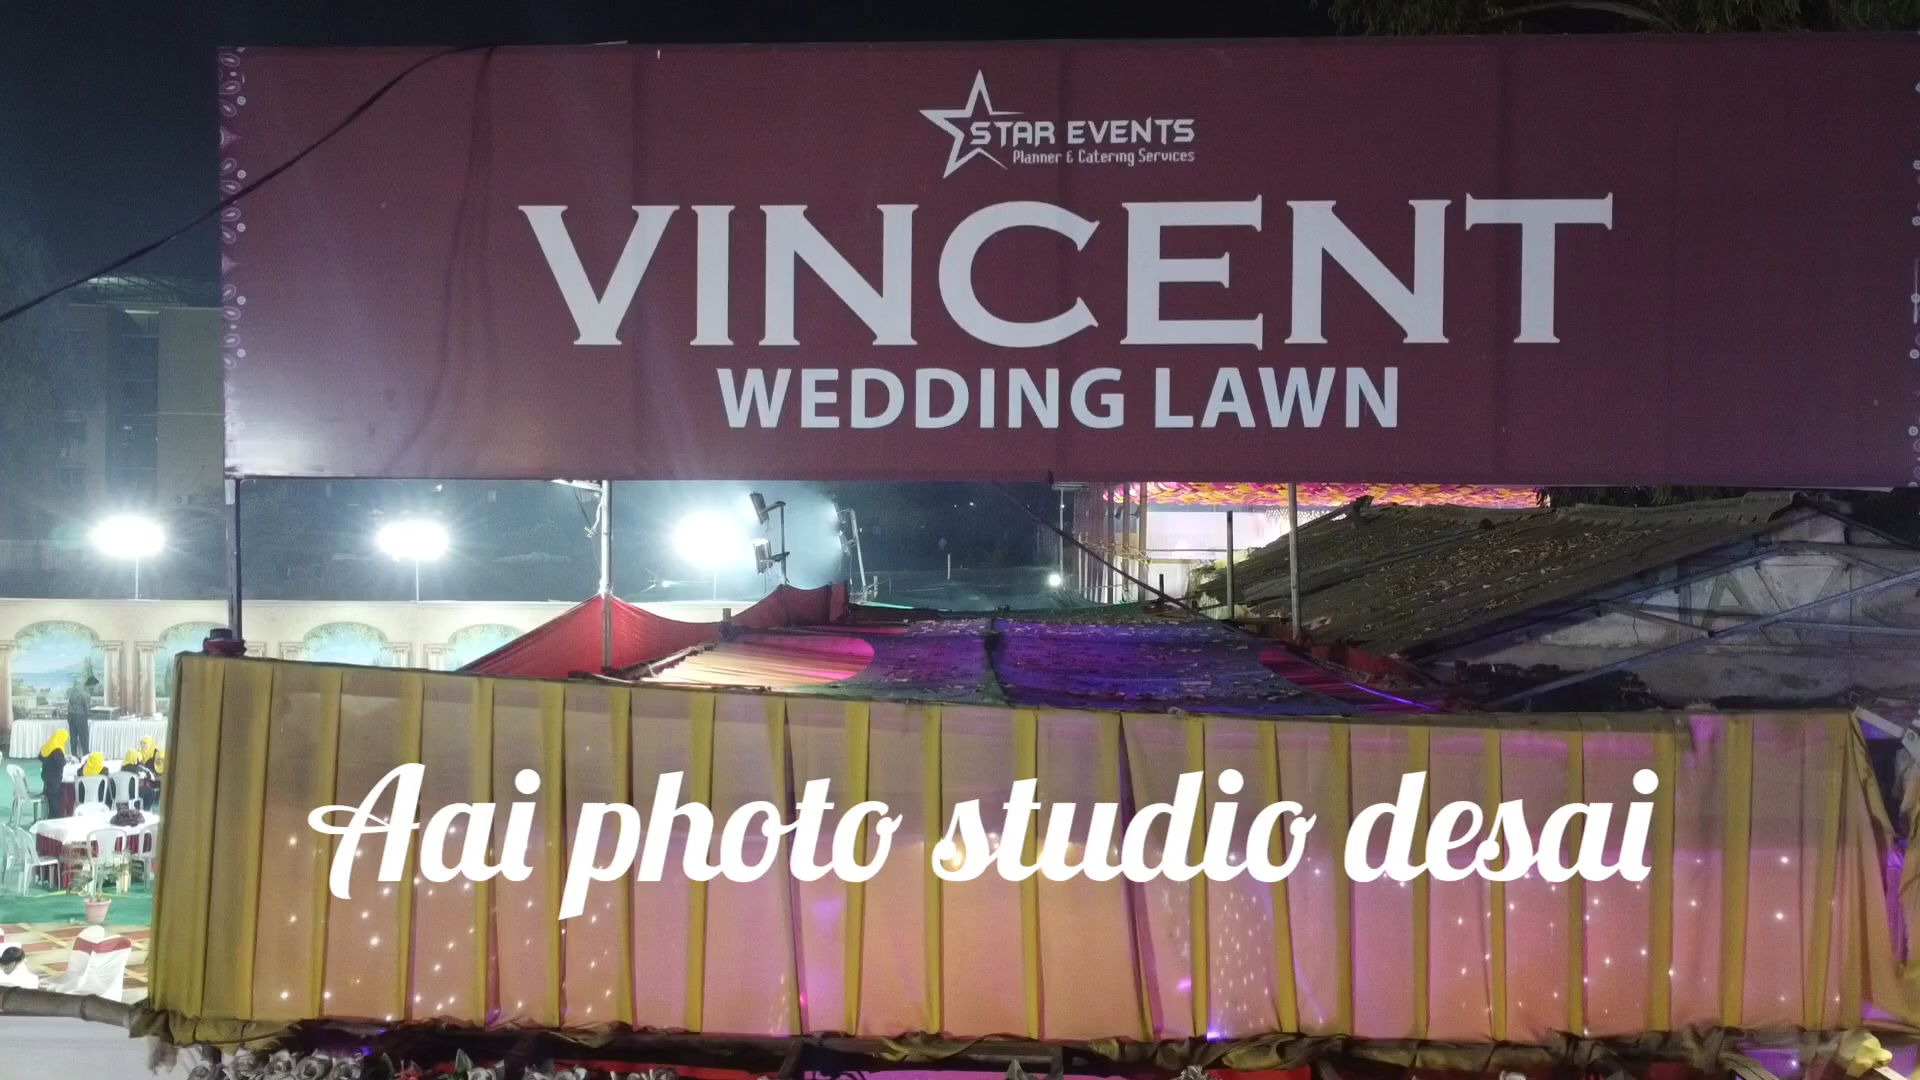 STAR EVENTS
Planner & Catering Services
VINCENT
WEDDING LAWN
Aai photo studio desai